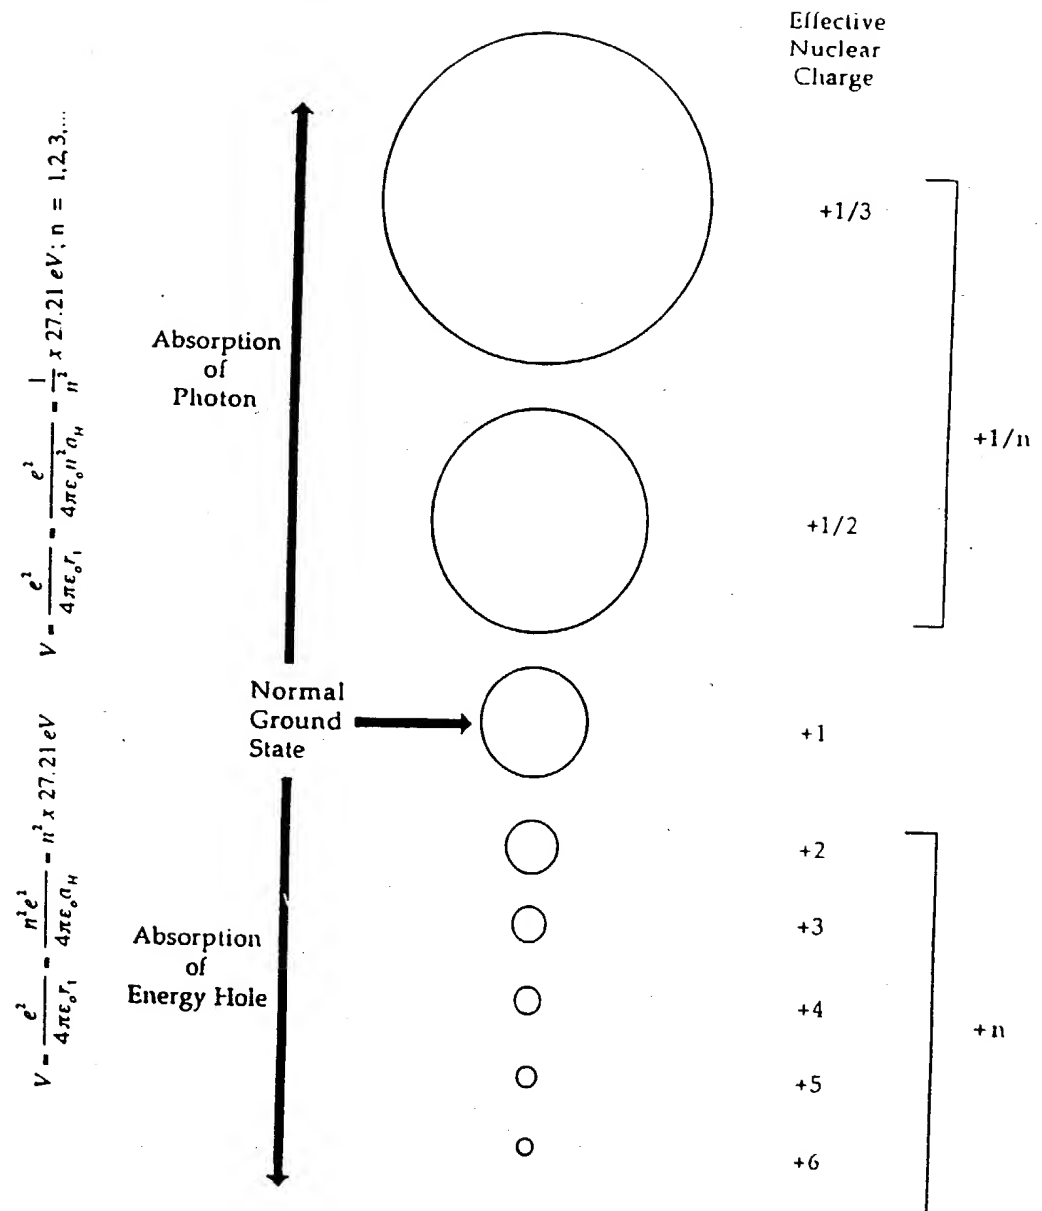 Effective
Nuclear
Charge
V = e² / 4πε₀r₁ = e² / 4πε₀n²a_H = 1/n² x 27.21 eV; n = 1,2,3,...
+1/3
Absorption
of
Photon
+1/n
+1/2
Normal
Ground
State
+1
V = e² / 4πε₀r₁ = n²e² / 4πε₀a_H = n² x 27.21 eV
+2
+3
Absorption
of
Energy Hole
+4
+n
+5
+6